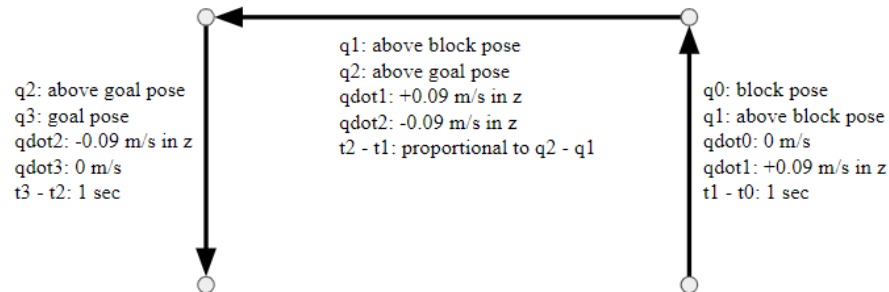 q2: above goal pose
q3: goal pose
qdot2: -0.09 m/s in z
qdot3: 0 m/s
t3 - t2: 1 sec
q1: above block pose
q2: above goal pose
qdot1: +0.09 m/s in z
qdot2: -0.09 m/s in z
t2 - t1: proportional to q2 - q1
q0: block pose
q1: above block pose
qdot0: 0 m/s
qdot1: +0.09 m/s in z
t1 - t0: 1 sec